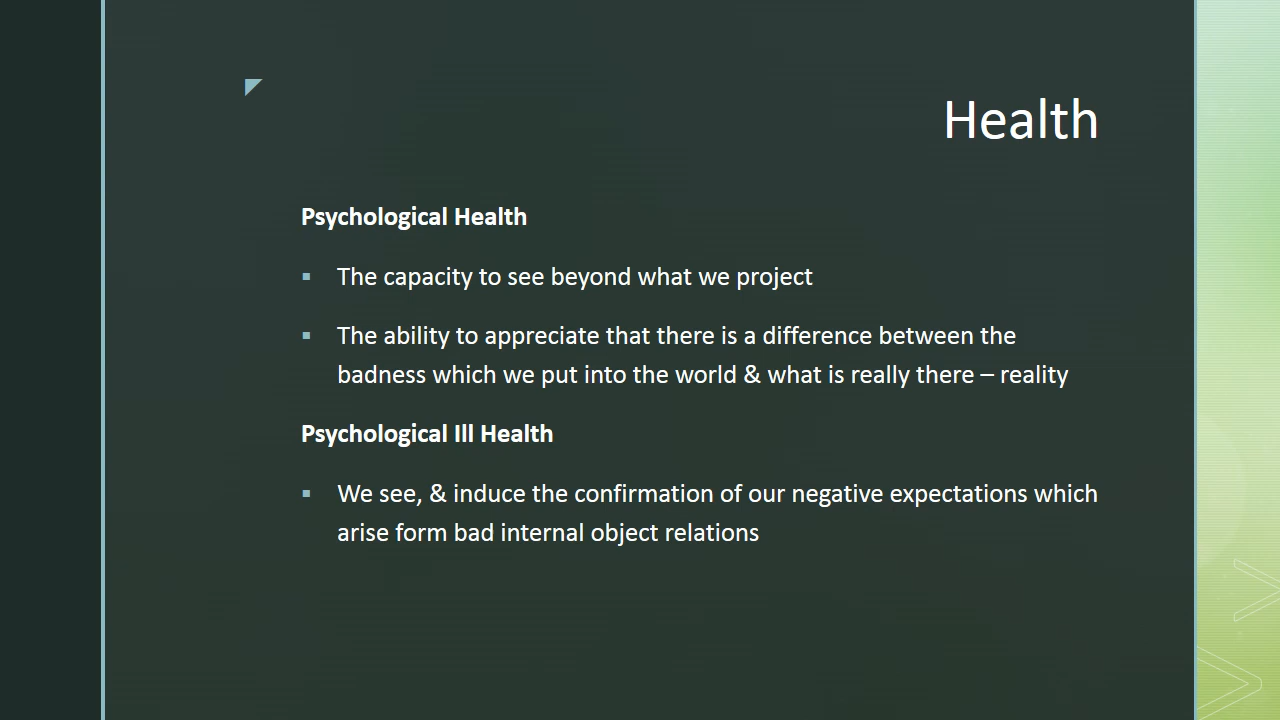 Health
Psychological Health
▪ The capacity to see beyond what we project
▪ The ability to appreciate that there is a difference between the
badness which we put into the world & what is really there – reality
Psychological Ill Health
▪ We see, & induce the confirmation of our negative expectations which
arise form bad internal object relations